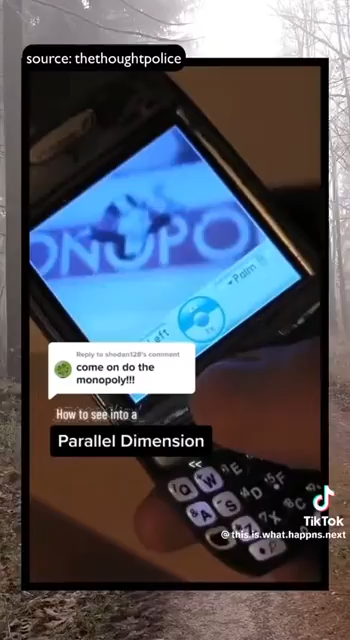 source: thethoughtpolice
ONOPO
Palm
Left
Reply to shodan128's comment
come on do the
monopoly!!!
How to see into a
Parallel Dimension
Q W E
A S D F
Z X C
TikTok
@this.is.what.happns.next